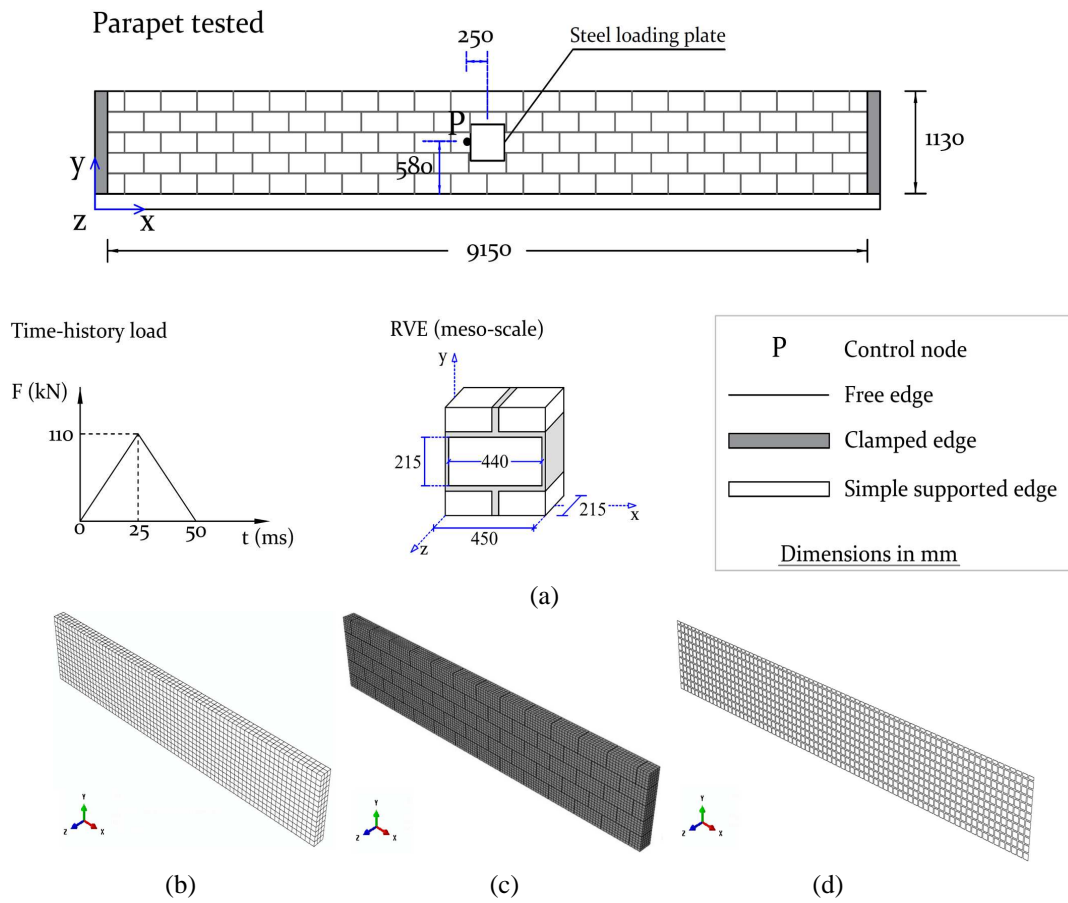 Parapet tested
250
Steel loading plate
P
580
1130
y
z
x
9150
Time-history load
F (kN)
110
0
25
50
t (ms)
RVE (meso-scale)
y
215
440
215
x
z
450
P Control node
Free edge
Clamped edge
Simple supported edge
Dimensions in mm
(a)
Y
Z
X
Y
Z
X
Y
Z
X
(b)
(c)
(d)